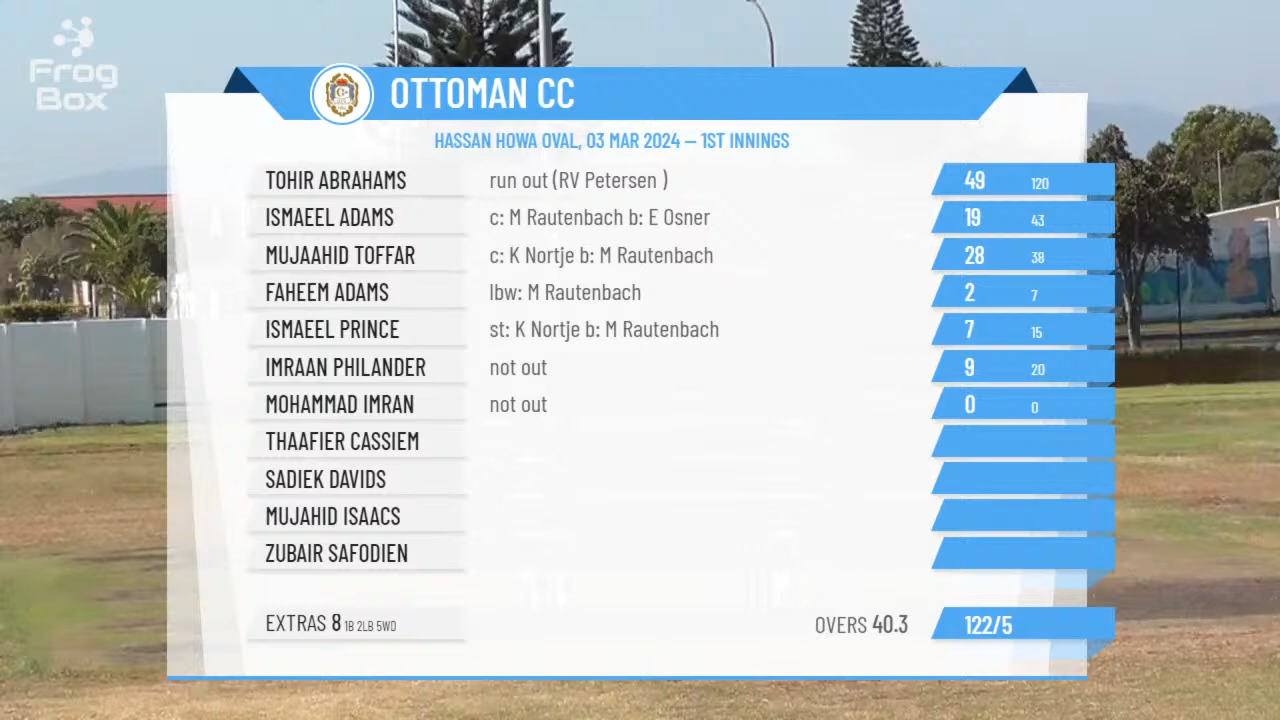 Frog
Box
OTTOMAN CC
HASSAN HOWA OVAL, 03 MAR 2024 – 1ST INNINGS
TOHIR ABRAHAMS run out (RV Petersen ) 49 120
ISMAEEL ADAMS c: M Rautenbach b: E Osner 19 43
MUJAAHID TOFFAR c: K Nortje b: M Rautenbach 28 38
FAHEEM ADAMS lbw: M Rautenbach 2 7
ISMAEEL PRINCE st: K Nortje b: M Rautenbach 7 15
IMRAAN PHILANDER not out 9 20
MOHAMMAD IMRAN not out 0 0
THAAFIER CASSIEM
SADIEK DAVIDS
MUJAHID ISAACS
ZUBAIR SAFODIEN
EXTRAS 8 1B 2LB 5WD OVERS 40.3 122/5